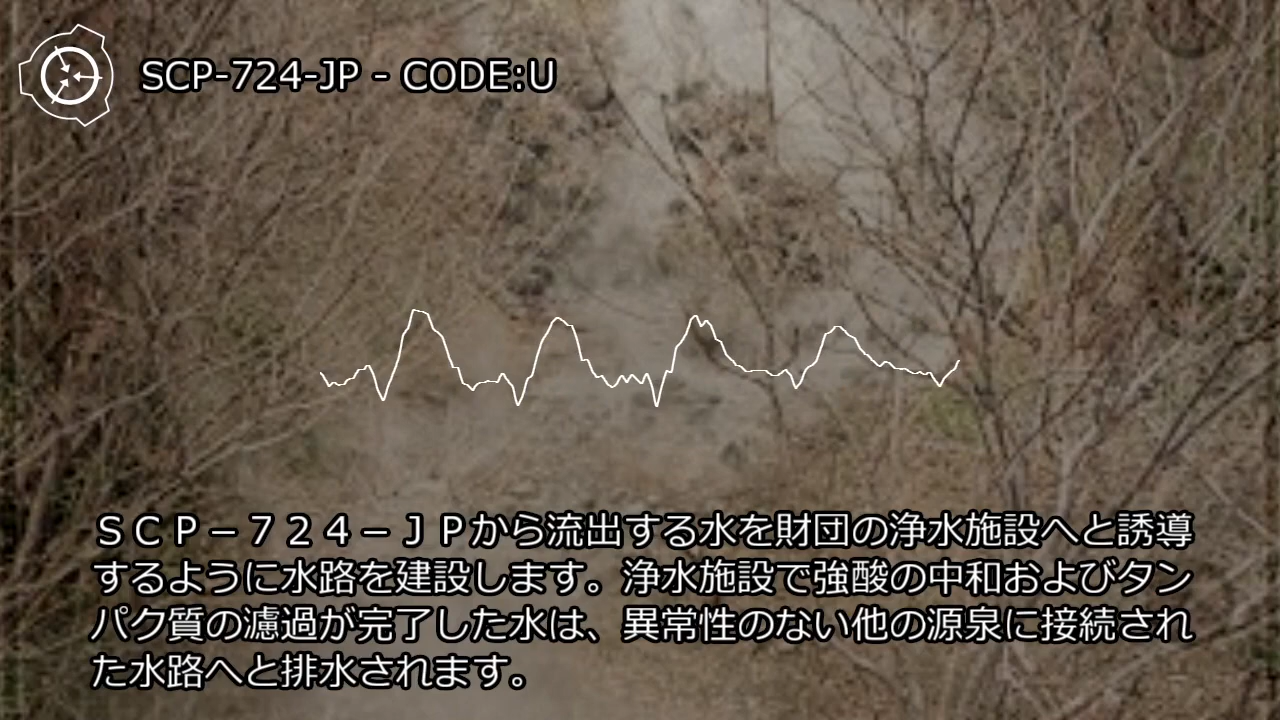 SCP-724-JP - CODE:U
ＳＣＰ－７２４－ＪＰから流出する水を財団の浄水施設へと誘導
するように水路を建設します。浄水施設で強酸の中和およびタン
パク質の濾過が完了した水は、異常性のない他の源泉に接続され
た水路へと排水されます。